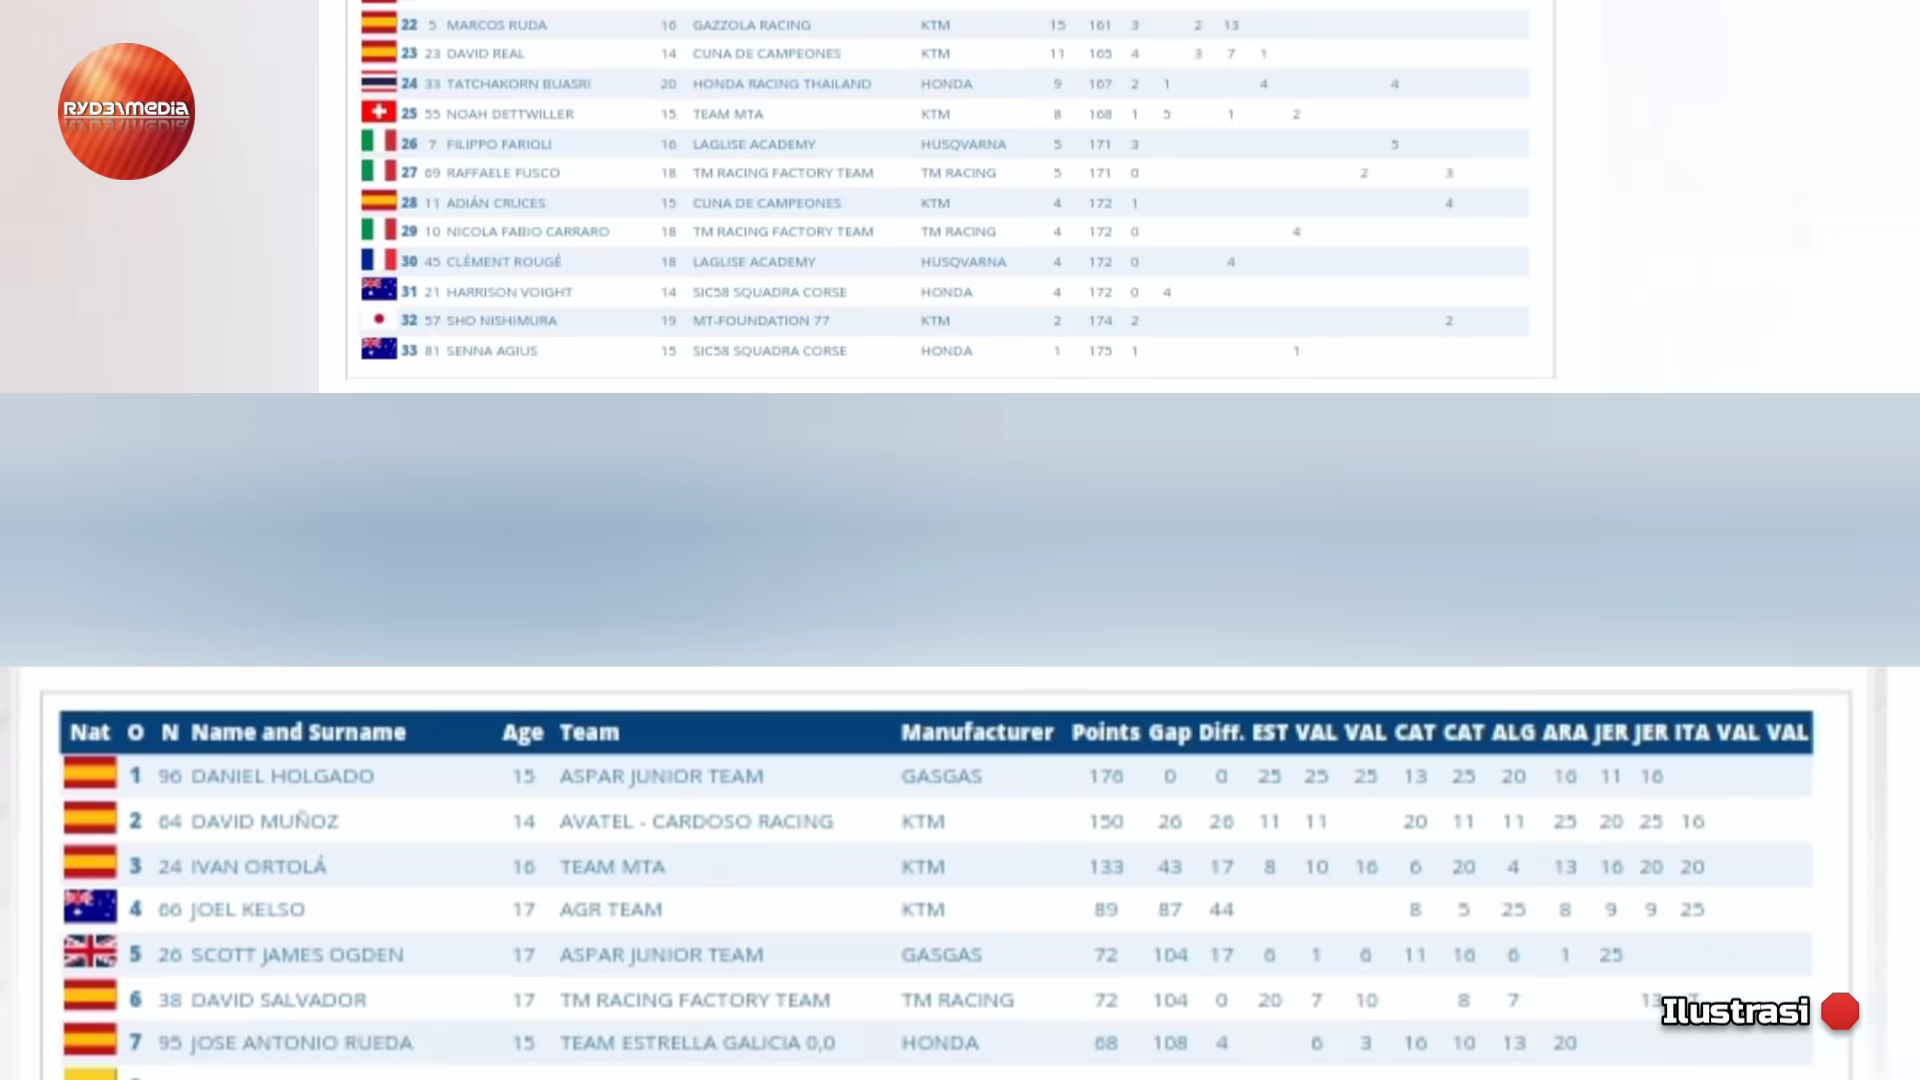 RYD3\MEDIA
22 5 MARCOS RUDA 16 GAZZOLA RACING KTM 15 161 3 2 13
23 23 DAVID REAL 14 CUNA DE CAMPEONES KTM 11 165 4 3 7 1
24 33 TATCHAKORN BUASRI 20 HONDA RACING THAILAND HONDA 9 167 2 1 4 4
25 55 NOAH DETTWILLER 15 TEAM MTA KTM 8 168 1 5 1 2
26 7 FILIPPO FARIOLI 16 LAGLISE ACADEMY HUSQVARNA 5 171 3 5
27 69 RAFFAELE FUSCO 18 TM RACING FACTORY TEAM TM RACING 5 171 0 2 3
28 11 ADIÁN CRUCES 15 CUNA DE CAMPEONES KTM 4 172 1 4
29 10 NICOLA FABIO CARRARO 18 TM RACING FACTORY TEAM TM RACING 4 172 0 4
30 45 CLÉMENT ROUGÉ 18 LAGLISE ACADEMY HUSQVARNA 4 172 0 4
31 21 HARRISON VOIGHT 14 SIC58 SQUADRA CORSE HONDA 4 172 0 4
32 57 SHO NISHIMURA 19 MT-FOUNDATION 77 KTM 2 174 2 2
33 81 SENNA AGIUS 15 SIC58 SQUADRA CORSE HONDA 1 175 1 1
Nat O N Name and Surname Age Team Manufacturer Points Gap Diff. EST VAL VAL CAT CAT ALG ARA JER JER ITA VAL VAL
1 96 DANIEL HOLGADO 15 ASPAR JUNIOR TEAM GASGAS 176 0 0 25 25 25 13 25 20 16 11 16
2 64 DAVID MUÑOZ 14 AVATEL - CARDOSO RACING KTM 150 26 26 11 11 20 11 11 25 20 25 16
3 24 IVAN ORTOLÁ 16 TEAM MTA KTM 133 43 17 8 10 16 6 20 4 13 16 20 20
4 66 JOEL KELSO 17 AGR TEAM KTM 89 87 44 8 5 25 8 9 9 25
5 26 SCOTT JAMES OGDEN 17 ASPAR JUNIOR TEAM GASGAS 72 104 17 6 1 6 11 16 6 1 25
6 38 DAVID SALVADOR 17 TM RACING FACTORY TEAM TM RACING 72 104 0 20 7 10 8 7 13
7 95 JOSE ANTONIO RUEDA 15 TEAM ESTRELLA GALICIA 0,0 HONDA 68 108 4 6 3 16 10 13 20
Ilustrasi